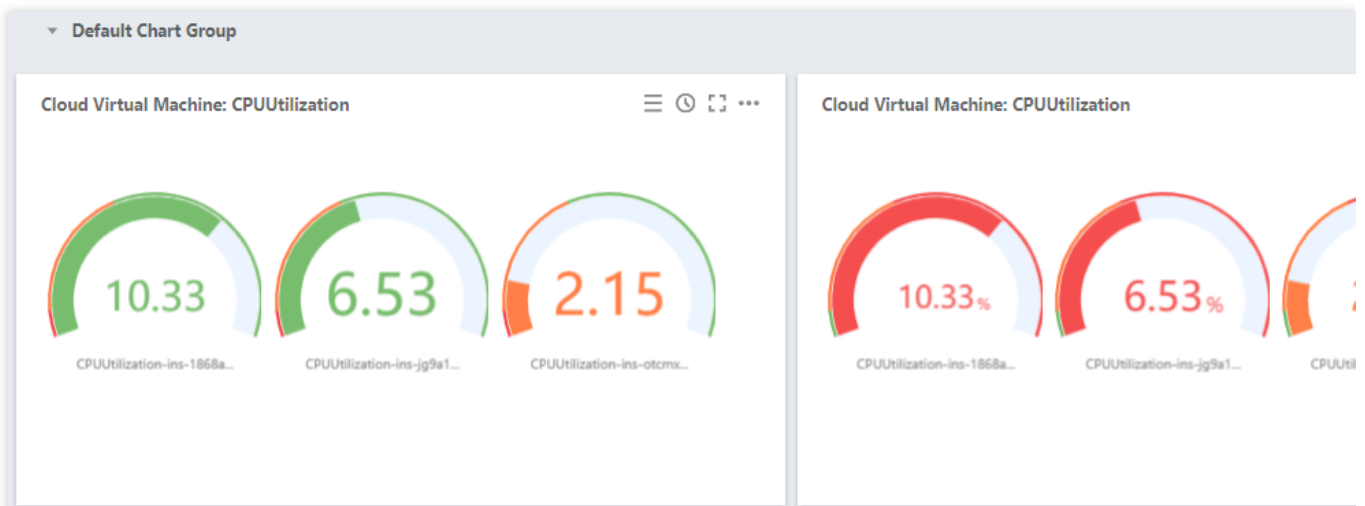 Default Chart Group
Cloud Virtual Machine: CPUUtilization
10.33
6.53
2.15
CPUUtilization-ins-1868a...
CPUUtilization-ins-jg9a1...
CPUUtilization-ins-otcmx...
Cloud Virtual Machine: CPUUtilization
10.33%
6.53%
CPUUtilization-ins-1868a...
CPUUtilization-ins-jg9a1...
CPUUtil